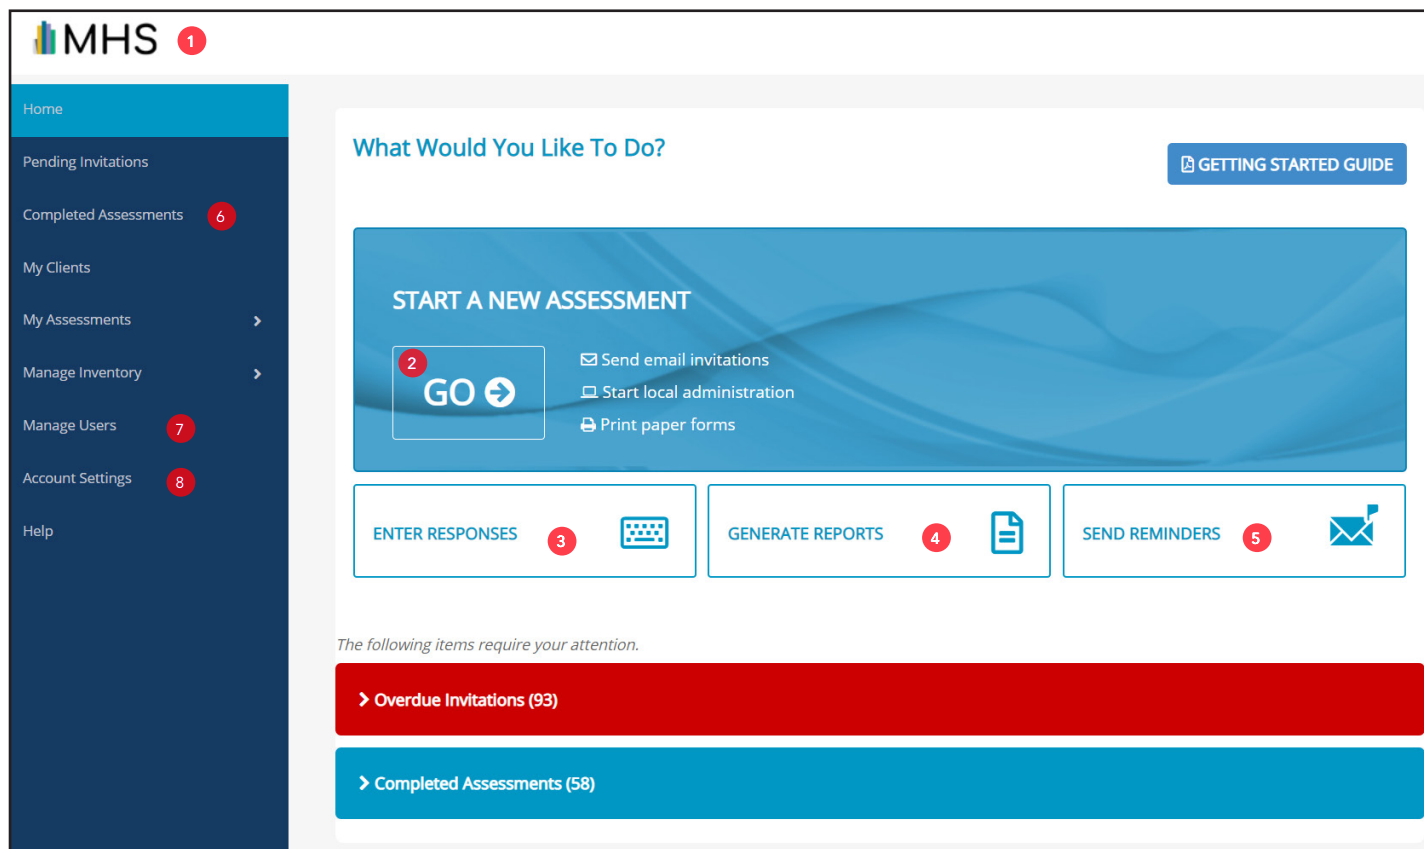 MHS 1
Home
Pending Invitations
Completed Assessments 6
My Clients
My Assessments
Manage Inventory
Manage Users 7
Account Settings 8
Help
What Would You Like To Do?
GETTING STARTED GUIDE
START A NEW ASSESSMENT
2
GO
Send email invitations
Start local administration
Print paper forms
ENTER RESPONSES 3
GENERATE REPORTS 4
SEND REMINDERS 5
The following items require your attention.
Overdue Invitations (93)
Completed Assessments (58)